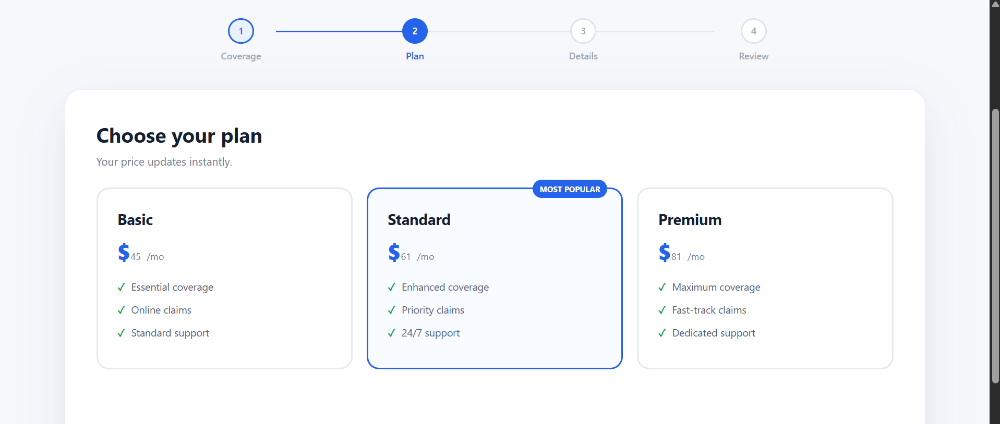 1
2
3
4
Coverage
Plan
Details
Review
Choose your plan
Your price updates instantly.
Basic
$45 /mo
✓ Essential coverage
✓ Online claims
✓ Standard support
MOST POPULAR
Standard
$61 /mo
✓ Enhanced coverage
✓ Priority claims
✓ 24/7 support
Premium
$81 /mo
✓ Maximum coverage
✓ Fast-track claims
✓ Dedicated support